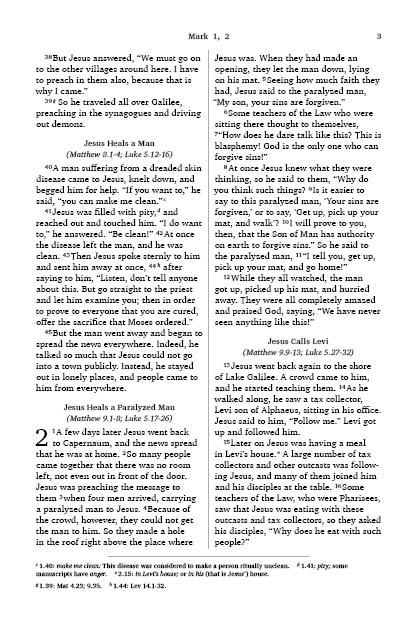 Mark 1, 2
3
³⁸But Jesus answered, “We must go on
to the other villages around here. I have
to preach in them also, because that is
why I came.”
³⁹ᵍ So he traveled all over Galilee,
preaching in the synagogues and driving
out demons.
Jesus Heals a Man
(Matthew 8.1-4; Luke 5.12-16)
⁴⁰A man suffering from a dreaded skin
disease came to Jesus, knelt down, and
begged him for help. “If you want to,” he
said, “you can make me clean.”ᶜ
⁴¹Jesus was filled with pity,ᵈ and
reached out and touched him. “I do want
to,” he answered. “Be clean!” ⁴²At once
the disease left the man, and he was
clean. ⁴³Then Jesus spoke sternly to him
and sent him away at once, ⁴⁴ʰ after
saying to him, “Listen, don't tell anyone
about this. But go straight to the priest
and let him examine you; then in order
to prove to everyone that you are cured,
offer the sacrifice that Moses ordered.”
⁴⁵But the man went away and began to
spread the news everywhere. Indeed, he
talked so much that Jesus could not go
into a town publicly. Instead, he stayed
out in lonely places, and people came to
him from everywhere.
Jesus Heals a Paralyzed Man
(Matthew 9.1-8; Luke 5.17-26)
2 ¹A few days later Jesus went back
to Capernaum, and the news spread
that he was at home. ²So many people
came together that there was no room
left, not even out in front of the door.
Jesus was preaching the message to
them ³when four men arrived, carrying
a paralyzed man to Jesus. ⁴Because of
the crowd, however, they could not get
the man to him. So they made a hole
in the roof right above the place where
Jesus was. When they had made an
opening, they let the man down, lying
on his mat. ⁵Seeing how much faith they
had, Jesus said to the paralyzed man,
“My son, your sins are forgiven.”
⁶Some teachers of the Law who were
sitting there thought to themselves,
⁷“How does he dare talk like this? This is
blasphemy! God is the only one who can
forgive sins!”
⁸At once Jesus knew what they were
thinking, so he said to them, “Why do
you think such things? ⁹Is it easier to
say to this paralyzed man, ‘Your sins are
forgiven,’ or to say, ‘Get up, pick up your
mat, and walk’? ¹⁰I will prove to you,
then, that the Son of Man has authority
on earth to forgive sins.” So he said to
the paralyzed man, ¹¹“I tell you, get up,
pick up your mat, and go home!”
¹²While they all watched, the man
got up, picked up his mat, and hurried
away. They were all completely amazed
and praised God, saying, “We have never
seen anything like this!”
Jesus Calls Levi
(Matthew 9.9-13; Luke 5.27-32)
¹³Jesus went back again to the shore
of Lake Galilee. A crowd came to him,
and he started teaching them. ¹⁴As he
walked along, he saw a tax collector,
Levi son of Alphaeus, sitting in his office.
Jesus said to him, “Follow me.” Levi got
up and followed him.
¹⁵Later on Jesus was having a meal
in Levi's house.ᵉ A large number of tax
collectors and other outcasts was follow-
ing Jesus, and many of them joined him
and his disciples at the table. ¹⁶Some
teachers of the Law, who were Pharisees,
saw that Jesus was eating with these
outcasts and tax collectors, so they asked
his disciples, “Why does he eat with such
people?”
ᶜ 1.40: make me clean: This disease was considered to make a person ritually unclean. ᵈ 1.41: pity; some
manuscripts have anger. ᵉ 2.15: in Levi's house; or in his (that is Jesus') house.
ᵍ 1.39: Mat 4.23; 9.35. ʰ 1.44: Lev 14.1-32.